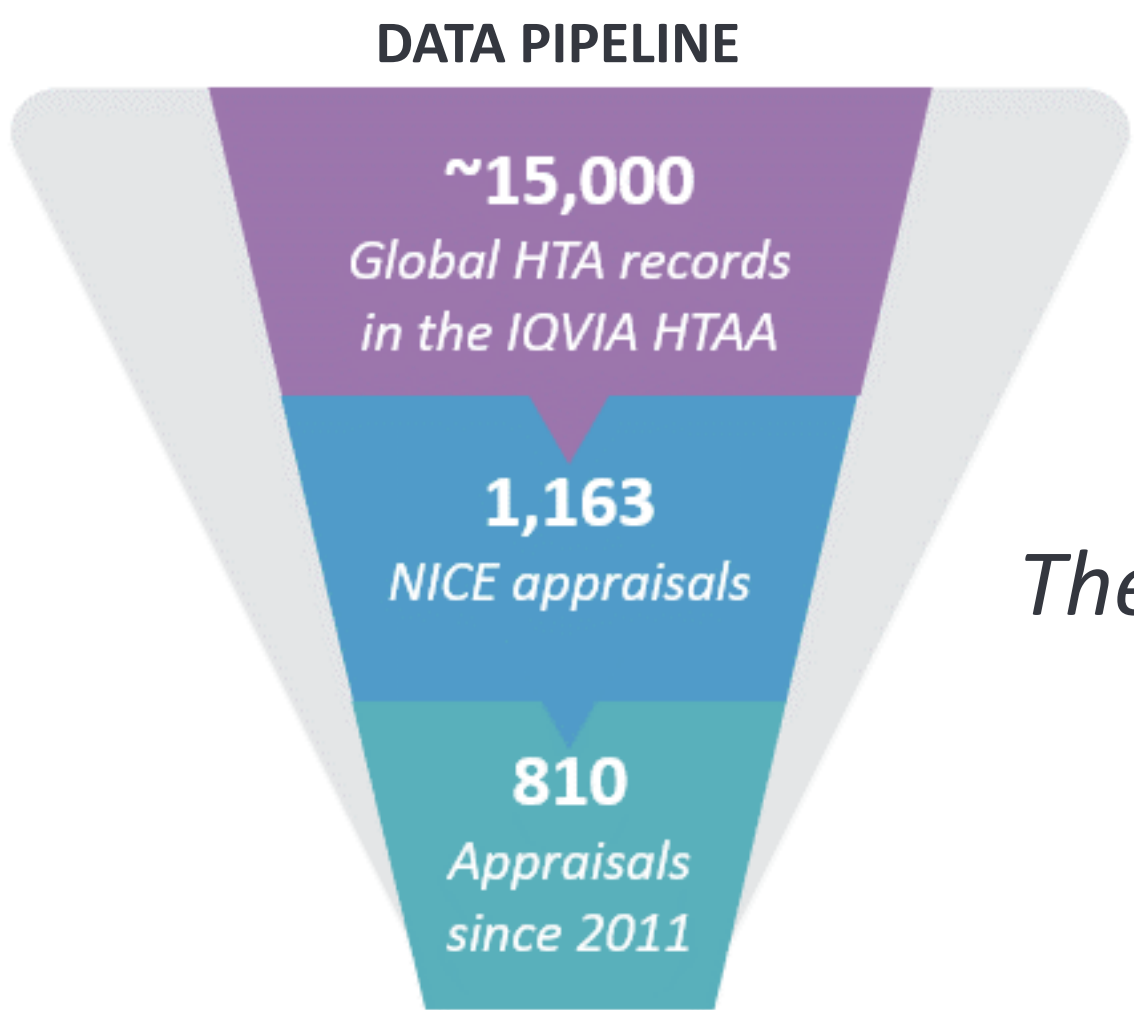 DATA PIPELINE
~15,000
Global HTA records
in the IQVIA HTAA
1,163
NICE appraisals
The
810
Appraisals
since 2011